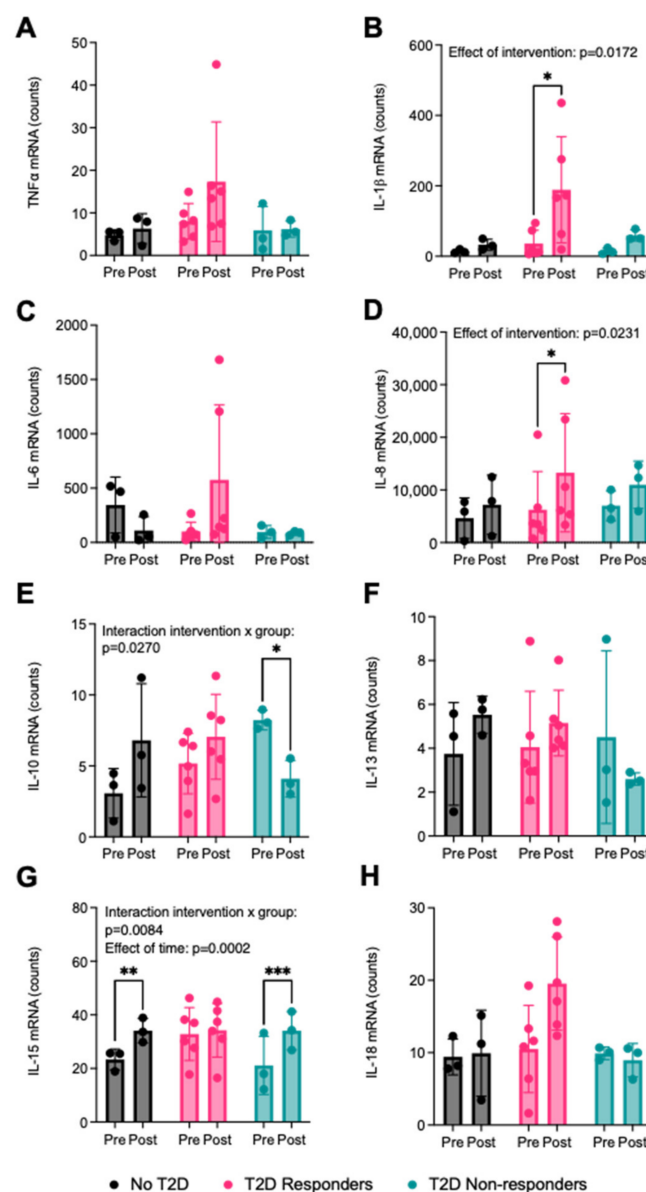 A
TNFα mRNA (counts)
50
40
30
20
10
0
Pre Post Pre Post Pre Post
B
Effect of intervention: p=0.0172
*
IL-1β mRNA (counts)
600
400
200
0
Pre Post Pre Post Pre Post
C
IL-6 mRNA (counts)
2000
1500
1000
500
0
Pre Post Pre Post Pre Post
D
Effect of intervention: p=0.0231
*
IL-8 mRNA (counts)
40,000
30,000
20,000
10,000
0
Pre Post Pre Post Pre Post
E
Interaction intervention x group:
p=0.0270
*
IL-10 mRNA (counts)
15
10
5
0
Pre Post Pre Post Pre Post
F
IL-13 mRNA (counts)
10
8
6
4
2
0
Pre Post Pre Post Pre Post
G
Interaction intervention x group:
p=0.0084
Effect of time: p=0.0002
** ***
IL-15 mRNA (counts)
80
60
40
20
0
Pre Post Pre Post Pre Post
H
IL-18 mRNA (counts)
30
20
10
0
Pre Post Pre Post Pre Post
No T2D T2D Responders T2D Non-responders